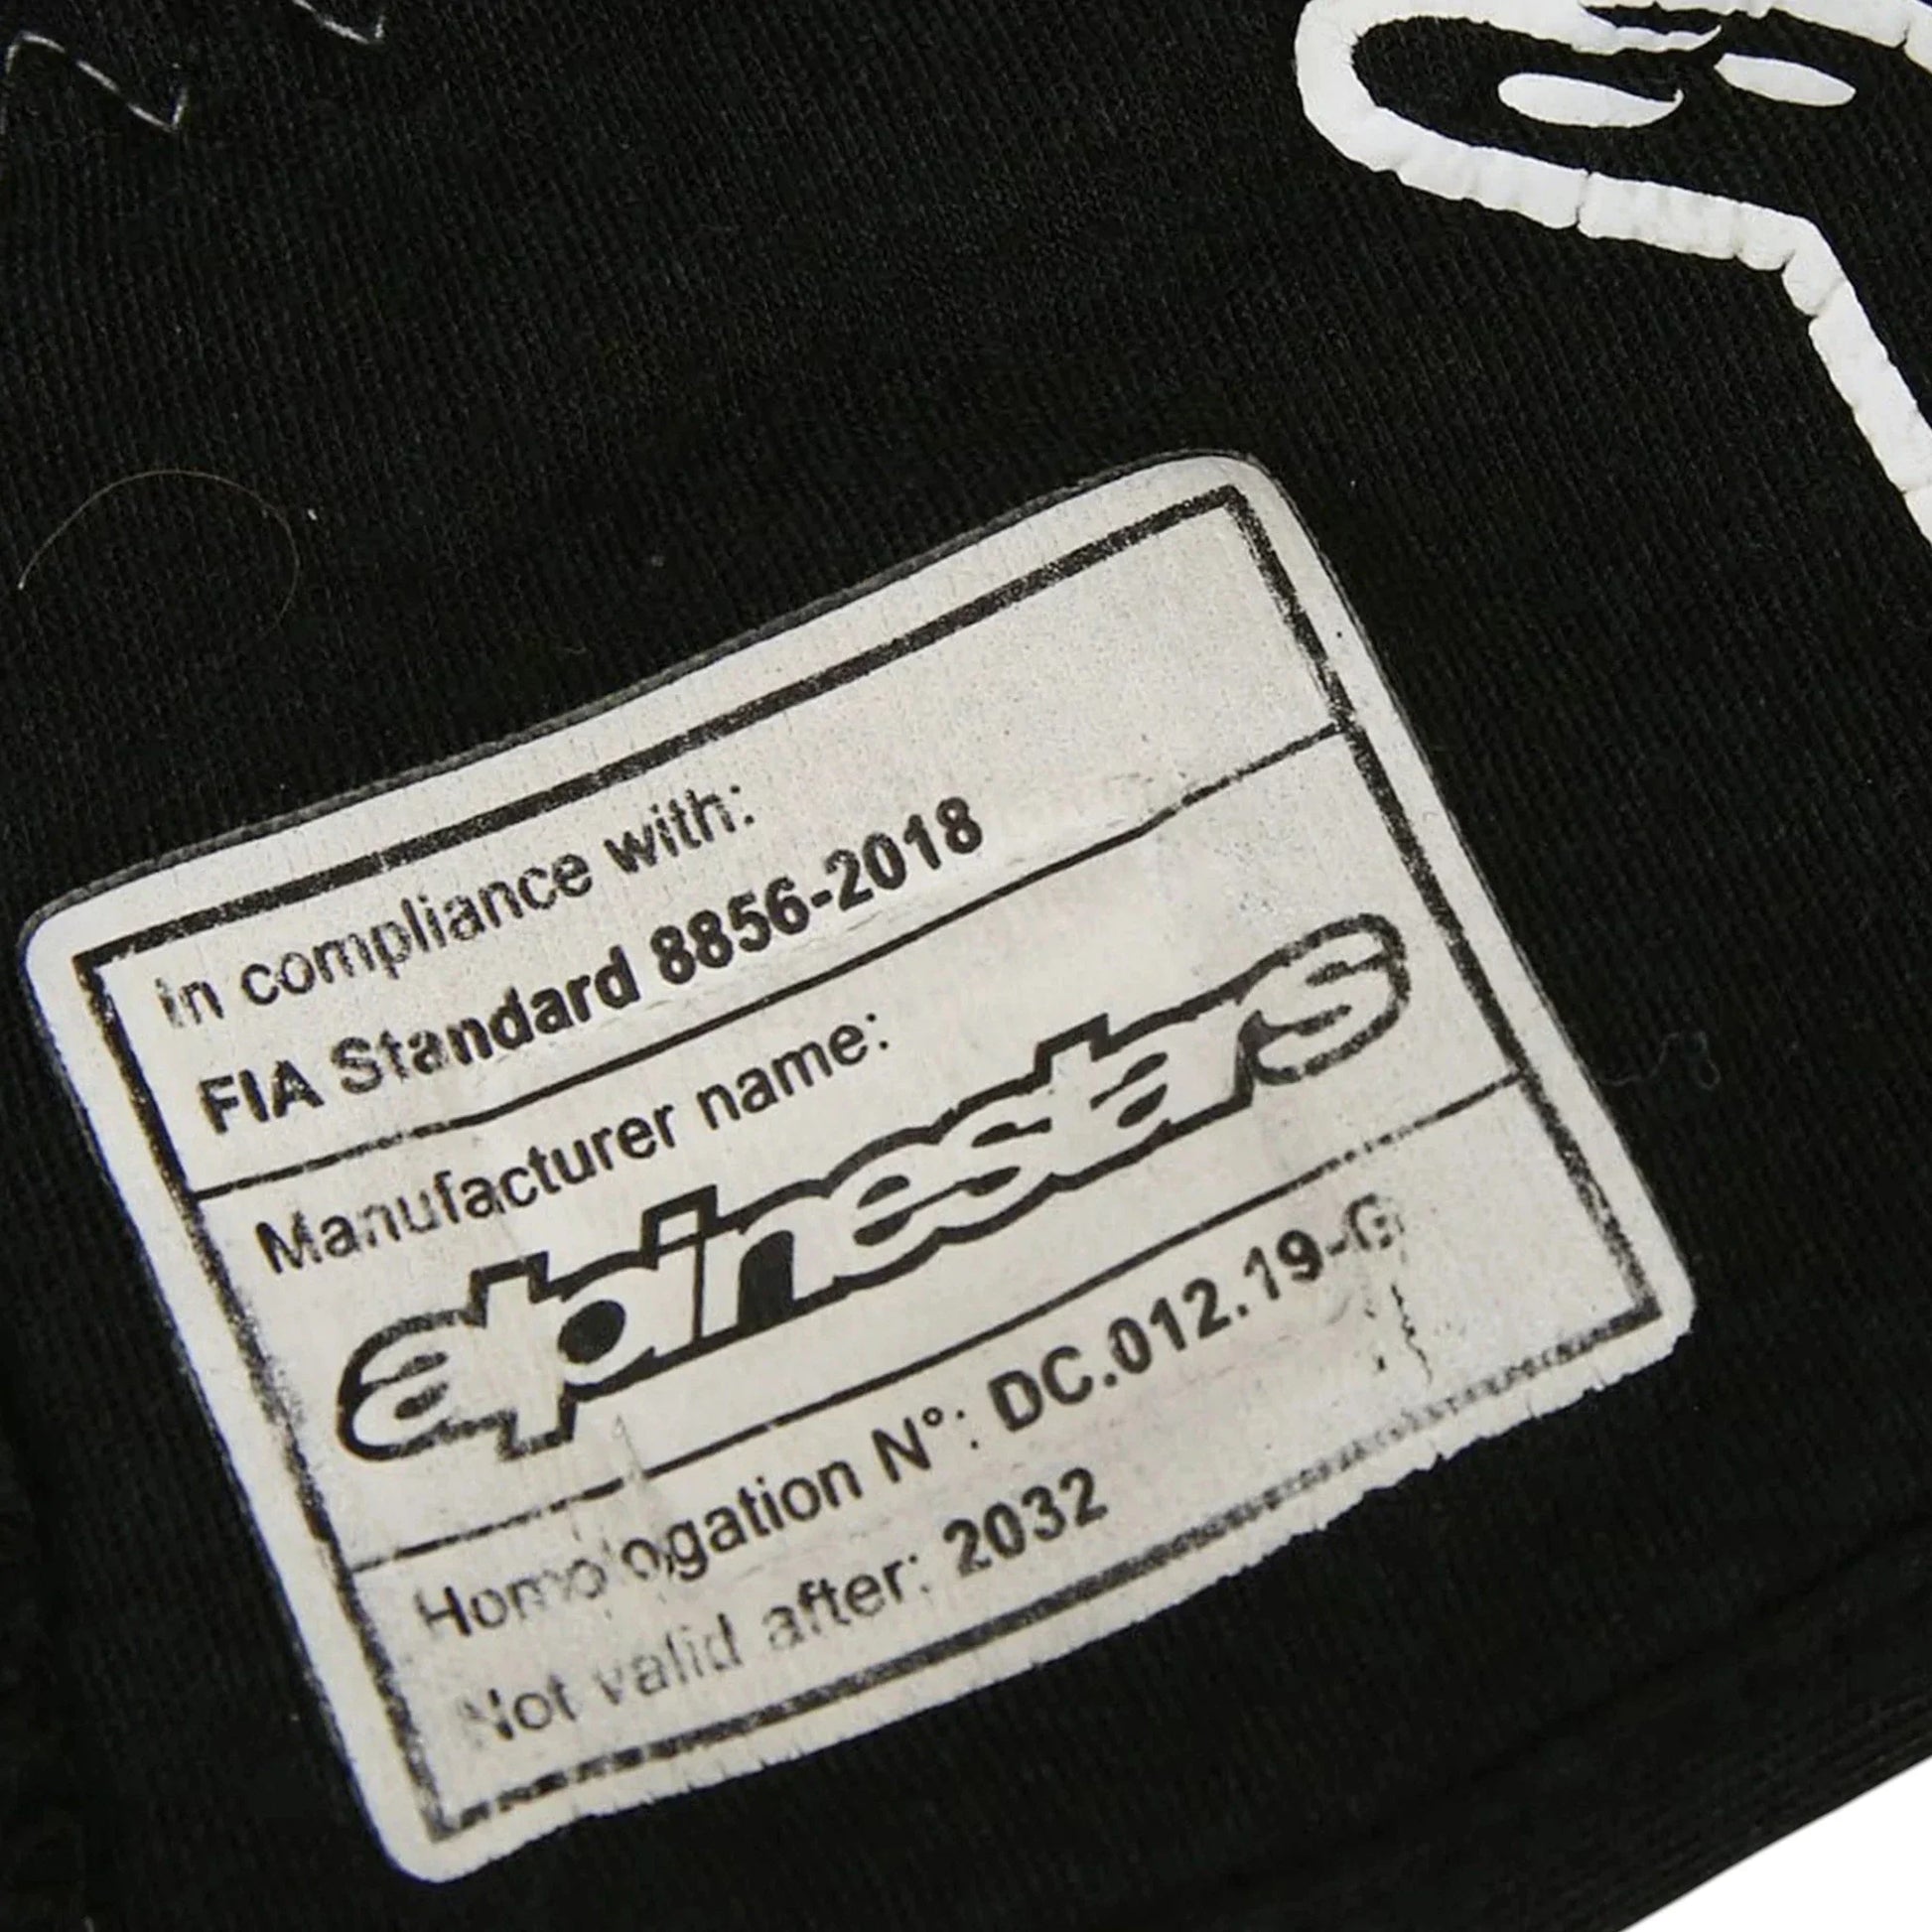 In compliance with:
FIA Standard 8856-2018
Manufacturer name:
alpinestars
Homologation N°: DC.012.19-G
Not valid after: 2032